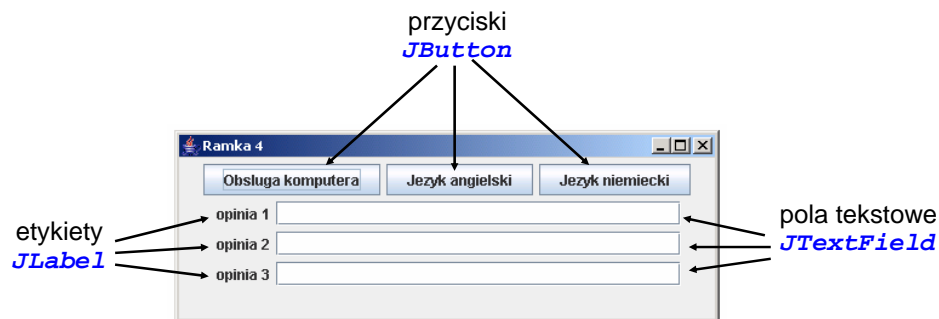 przyciski
JButton
Ramka 4
Obsluga komputera Jezyk angielski Jezyk niemiecki
opinia 1
opinia 2
opinia 3
etykiety
JLabel
pola tekstowe
JTextField